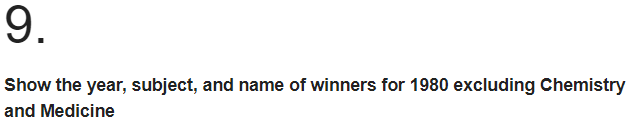 9.
Show the year, subject, and name of winners for 1980 excluding Chemistry
and Medicine